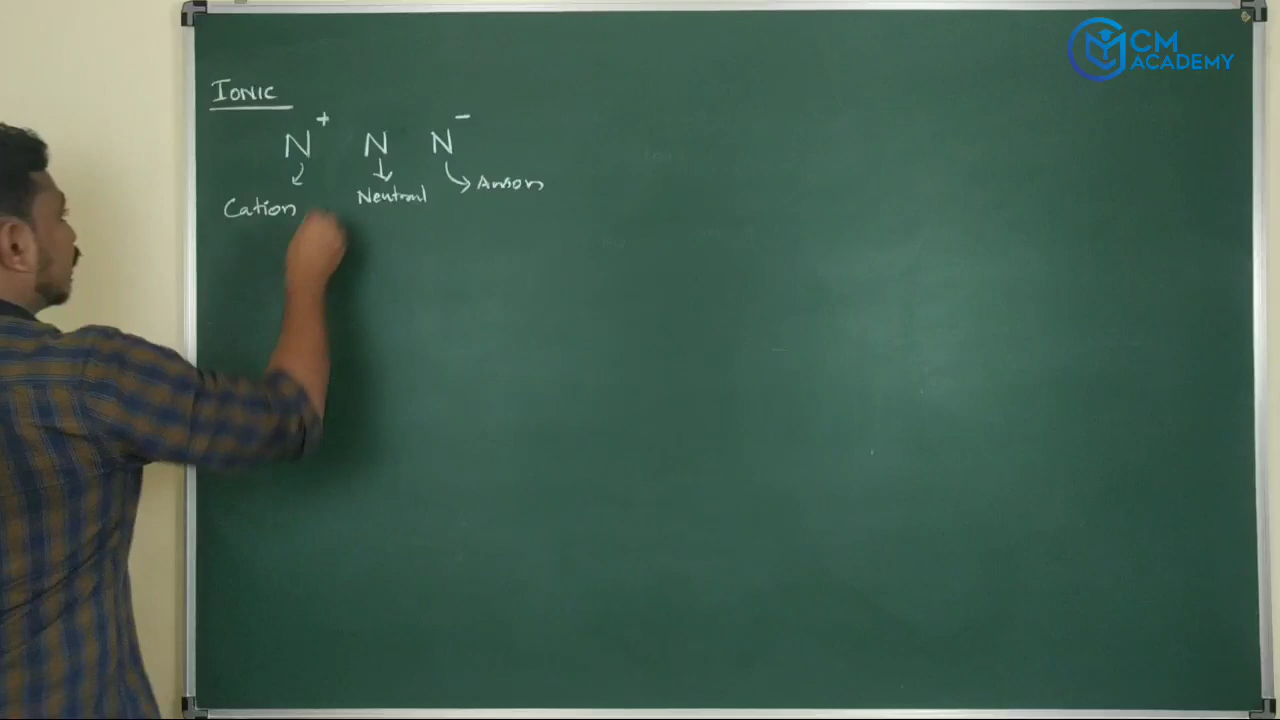 CM
ACADEMY
IONIC
N⁺ N N⁻
Cation Neutral Anion